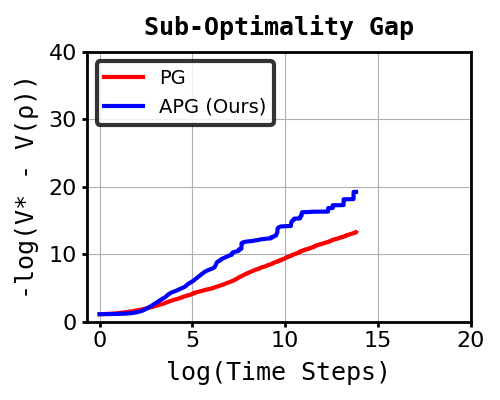 Sub-Optimality Gap
-log(V* - V(ρ))
40
30
20
10
0
PG
APG (Ours)
0
5
10
15
20
log(Time Steps)